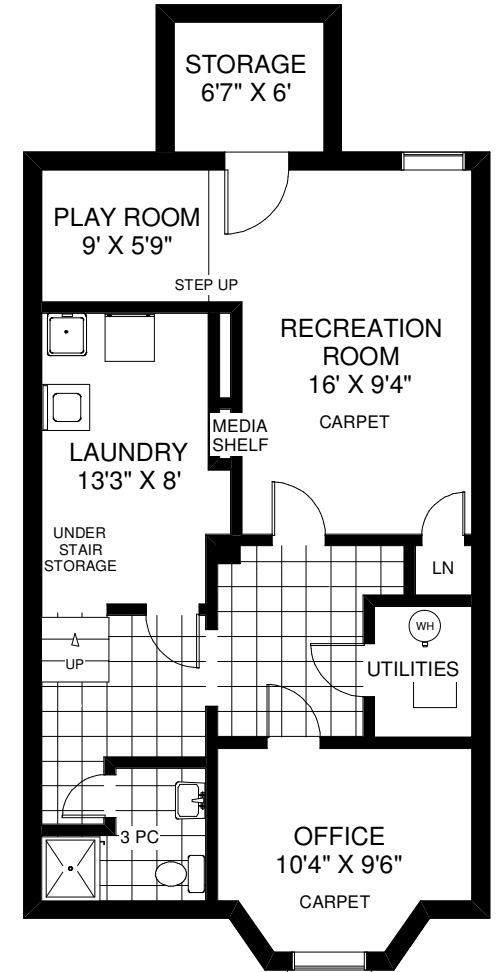 STORAGE
6'7" X 6'
PLAY ROOM
9' X 5'9"
STEP UP
RECREATION
ROOM
16' X 9'4"
CARPET
MEDIA
SHELF
LAUNDRY
13'3" X 8'
UNDER
STAIR
STORAGE
LN
WH
UP
UTILITIES
3 PC
OFFICE
10'4" X 9'6"
CARPET